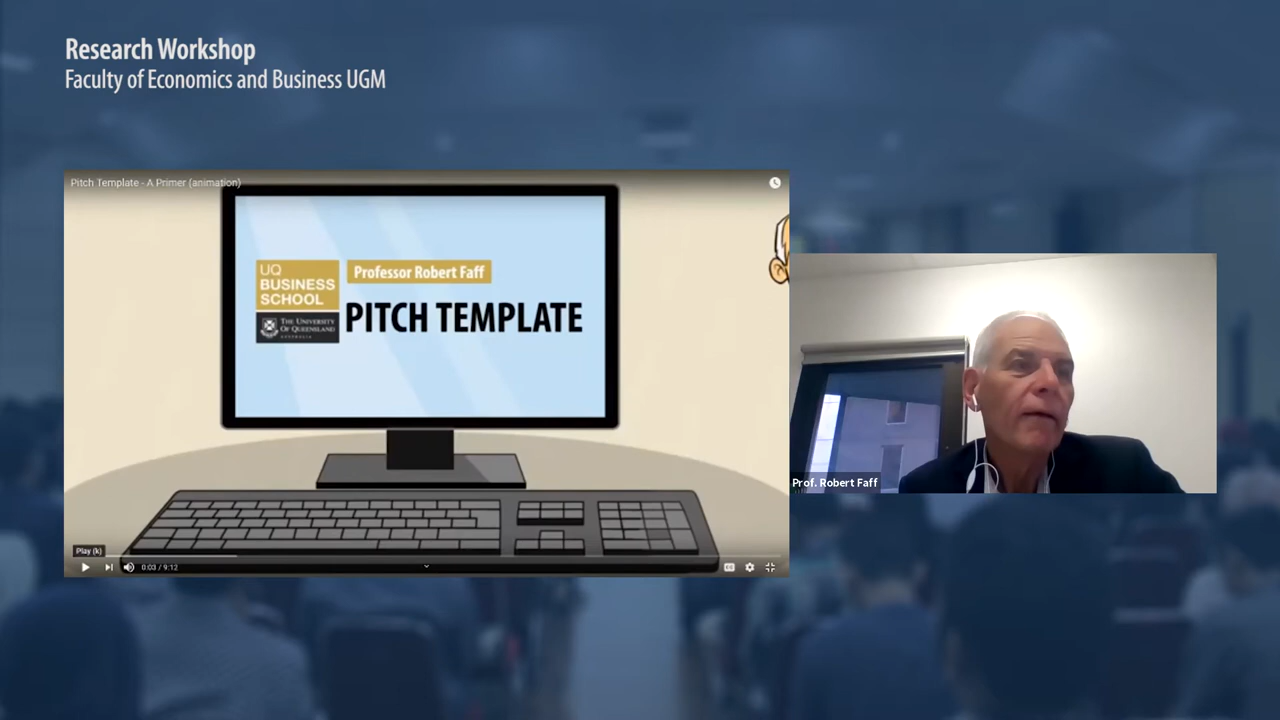 Research Workshop
Faculty of Economics and Business UGM
Pitch Template - A Primer (animation)
UQ
BUSINESS
SCHOOL
THE UNIVERSITY
OF QUEENSLAND
AUSTRALIA
Professor Robert Faff
PITCH TEMPLATE
Prof. Robert Faff
Play (k)
0:03 / 9:12